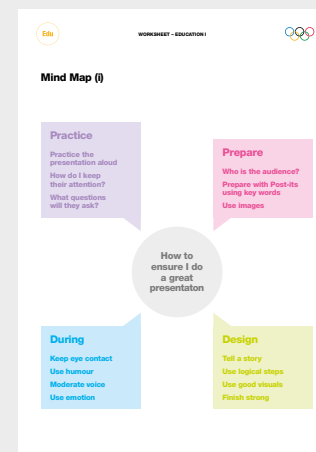 Edu
WORKSHEET – EDUCATION I
Mind Map (i)
Practice
Practice the
presentation aloud
How do I keep
their attention?
What questions
will they ask?
Prepare
Who is the audience?
Prepare with Post-its
using key words
Use images
How to
ensure I do
a great
presentaton
During
Keep eye contact
Use humour
Moderate voice
Use emotion
Design
Tell a story
Use logical steps
Use good visuals
Finish strong